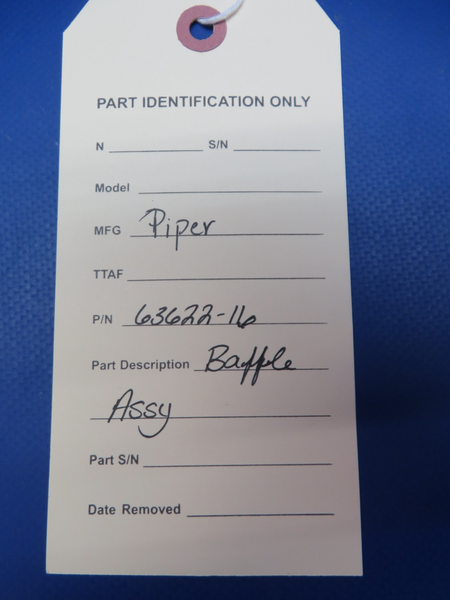 PART IDENTIFICATION ONLY
N S/N
Model
MFG Piper
TTAF
P/N 63622-16
Part Description Baffle
Assy
Part S/N
Date Removed